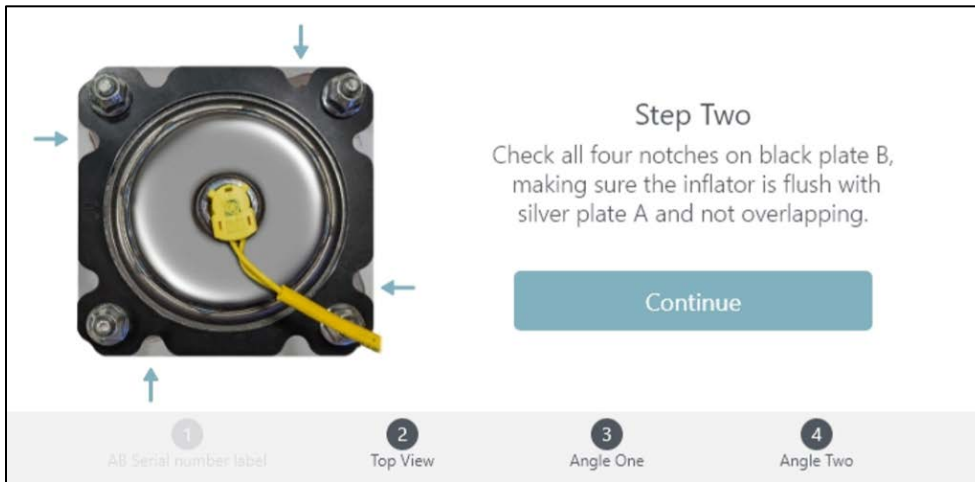 Step Two
Check all four notches on black plate B,
making sure the inflator is flush with
silver plate A and not overlapping.
Continue
1
AB Serial number label
2
Top View
3
Angle One
4
Angle Two